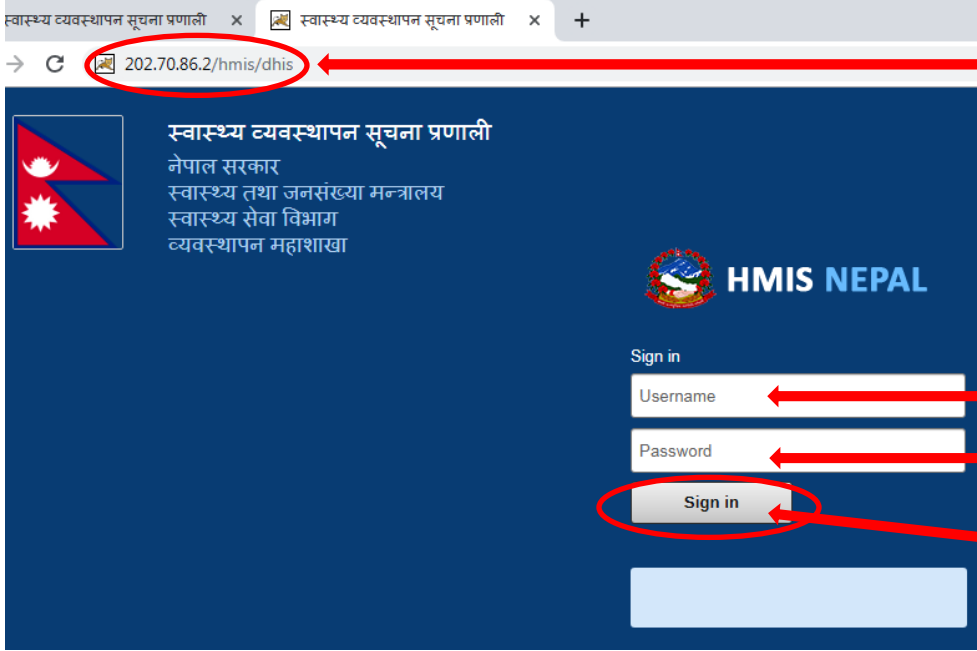 स्वास्थ्य व्यवस्थापन सूचना प्रणाली
स्वास्थ्य व्यवस्थापन सूचना प्रणाली
202.70.86.2/hmis/dhis
स्वास्थ्य व्यवस्थापन सूचना प्रणाली
नेपाल सरकार
स्वास्थ्य तथा जनसंख्या मन्त्रालय
स्वास्थ्य सेवा विभाग
व्यवस्थापन महाशाखा
HMIS NEPAL
Sign in
Username
Password
Sign in